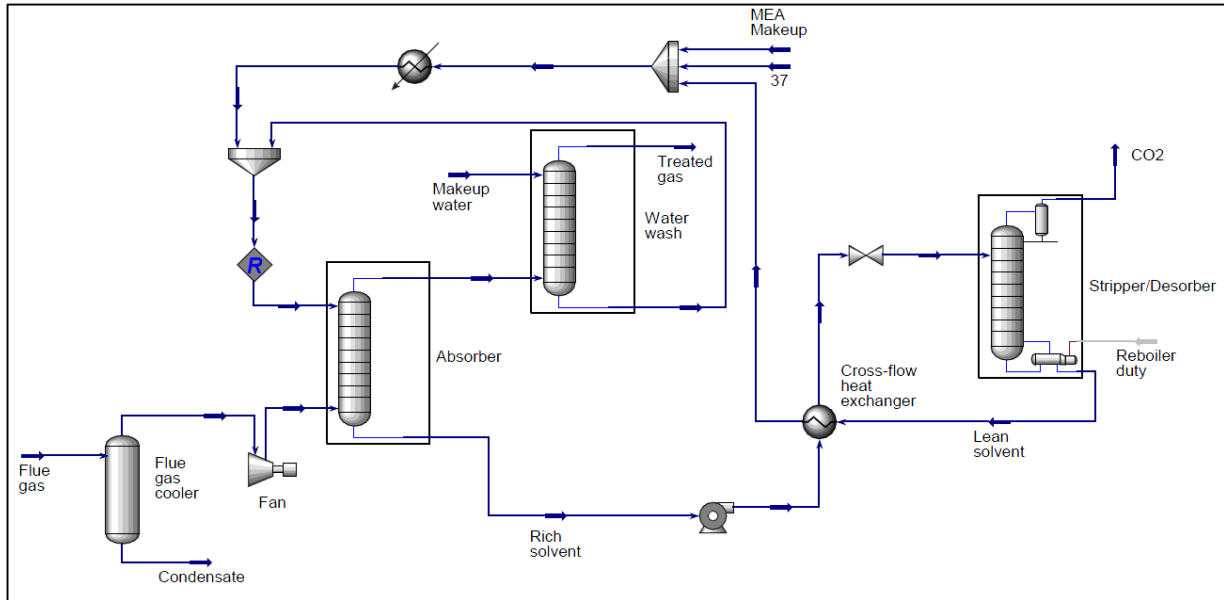 MEA
Makeup
37
R
Makeup
water
Treated
gas
Water
wash
CO2
Stripper/Desorber
Reboiler
duty
Absorber
Cross-flow
heat
exchanger
Lean
solvent
Flue
gas
Flue
gas
cooler
Fan
Rich
solvent
Condensate